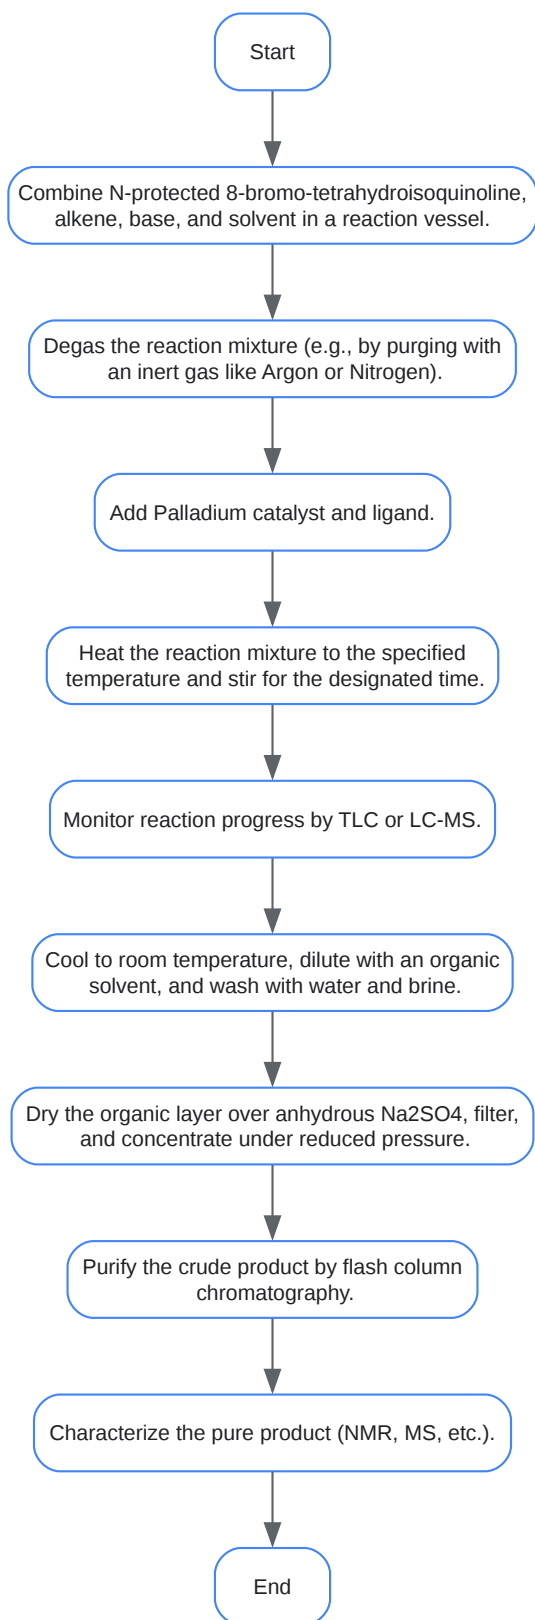 Start
Combine N-protected 8-bromo-tetrahydroisoquinoline,
alkene, base, and solvent in a reaction vessel.
Degas the reaction mixture (e.g., by purging with
an inert gas like Argon or Nitrogen).
Add Palladium catalyst and ligand.
Heat the reaction mixture to the specified
temperature and stir for the designated time.
Monitor reaction progress by TLC or LC-MS.
Cool to room temperature, dilute with an organic
solvent, and wash with water and brine.
Dry the organic layer over anhydrous Na2SO4, filter,
and concentrate under reduced pressure.
Purify the crude product by flash column
chromatography.
Characterize the pure product (NMR, MS, etc.).
End